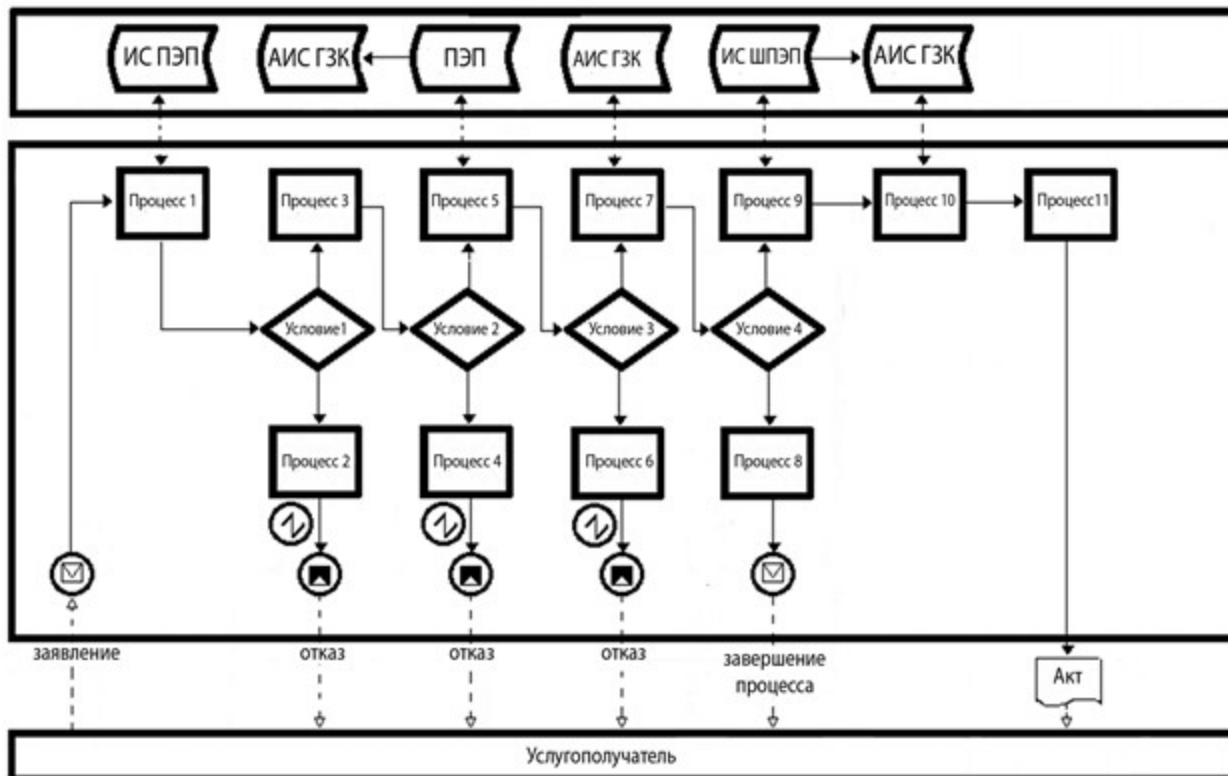 ИС ПЭП
АИС ГЗК
ПЭП
АИС ГЗК
ИС ШПЭП
АИС ГЗК
Процесс 1
Процесс 3
Процесс 5
Процесс 7
Процесс 9
Процесс 10
Процесс11
Условие1
Условие 2
Условие 3
Условие 4
Процесс 2
Процесс 4
Процесс 6
Процесс 8
заявление
отказ
отказ
отказ
завершение
процесса
Акт
Услугополучатель